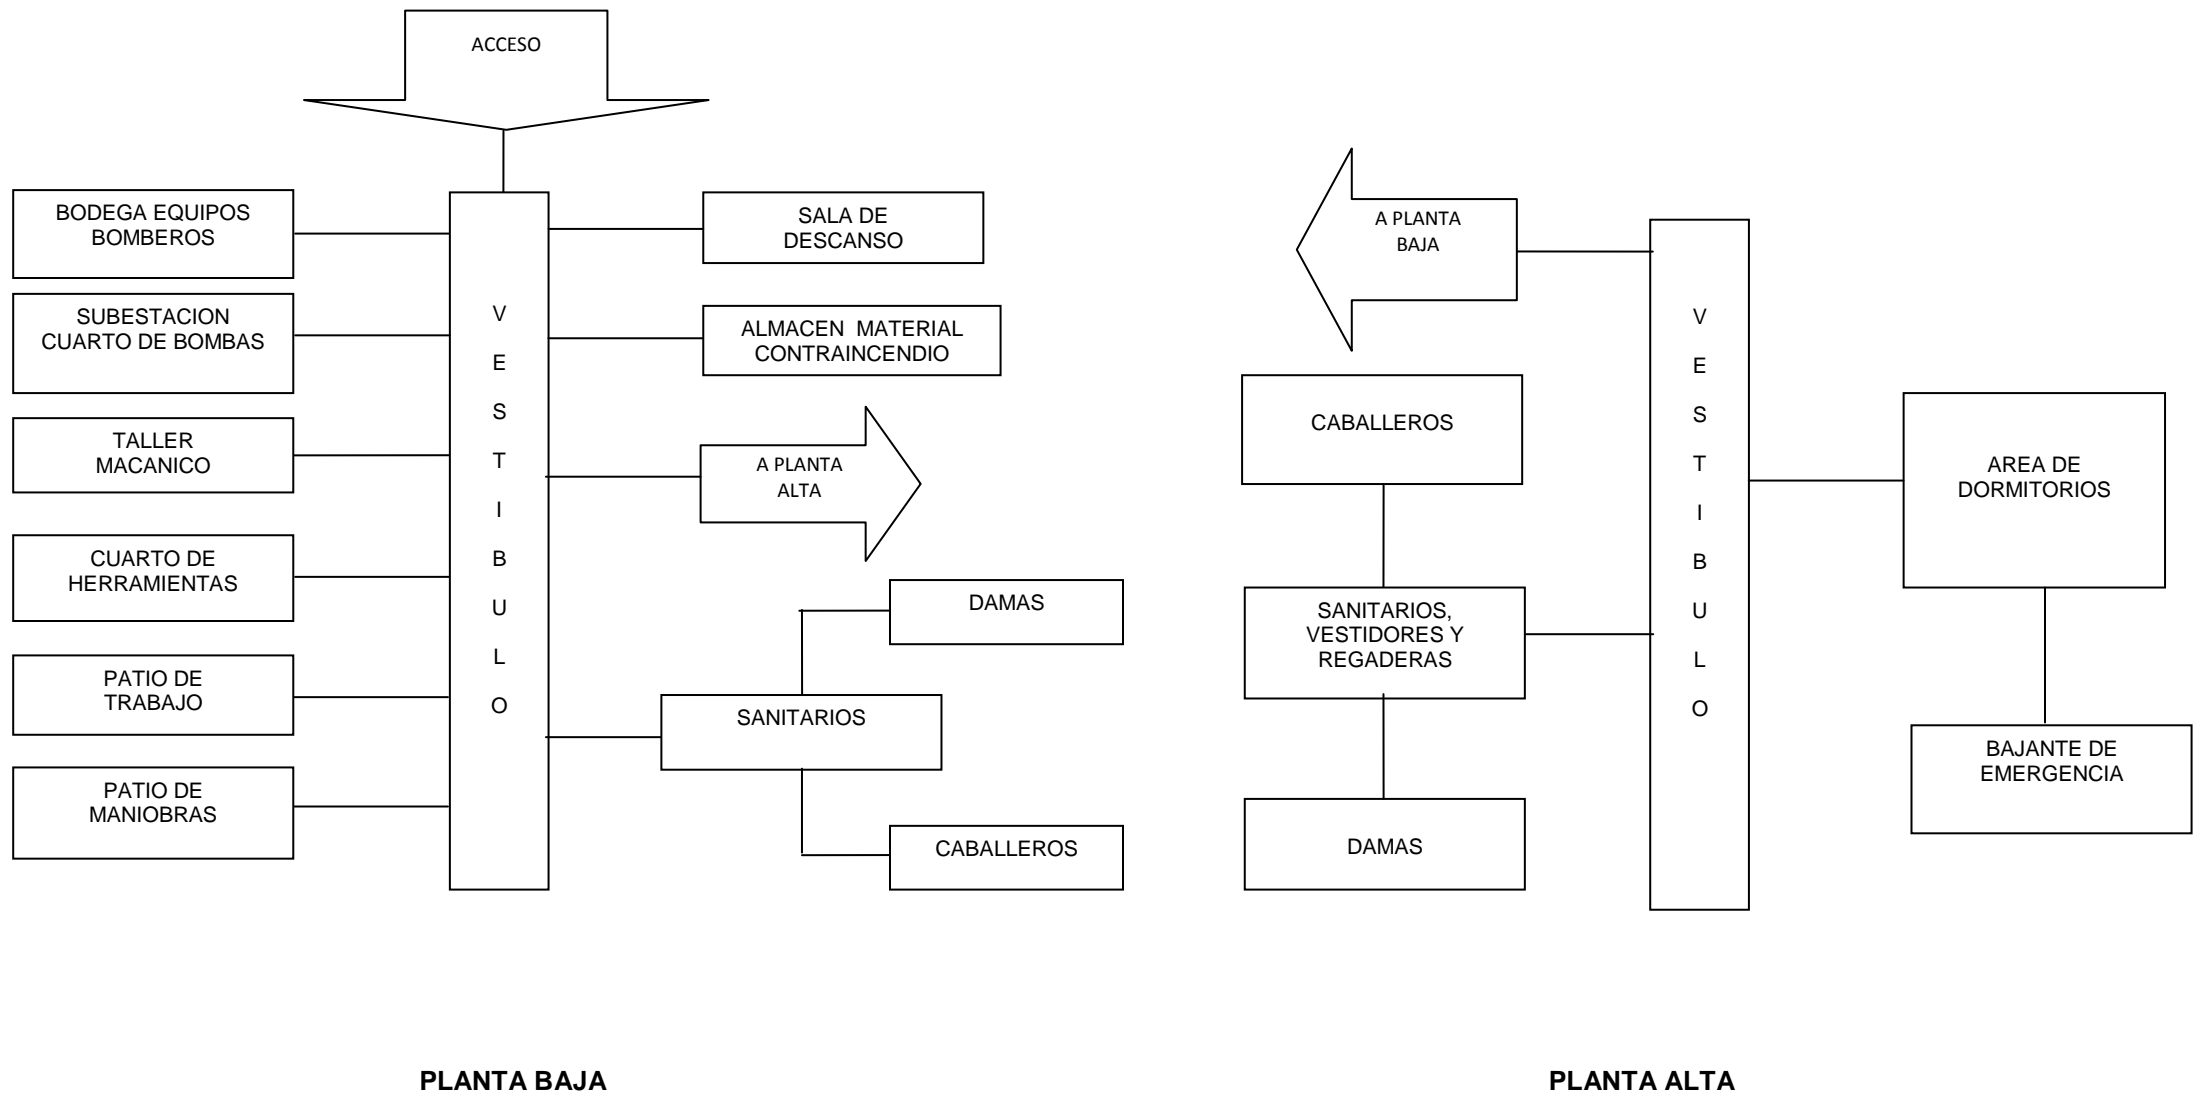 ACCESO
BODEGA EQUIPOS
BOMBEROS
SUBESTACION
CUARTO DE BOMBAS
TALLER
MACANICO
CUARTO DE
HERRAMIENTAS
PATIO DE
TRABAJO
PATIO DE
MANIOBRAS
V
E
S
T
I
B
U
L
O
SALA DE
DESCANSO
ALMACEN MATERIAL
CONTRAINCENDIO
A PLANTA
ALTA
DAMAS
SANITARIOS
CABALLEROS
PLANTA BAJA
A PLANTA
BAJA
CABALLEROS
SANITARIOS,
VESTIDORES Y
REGADERAS
DAMAS
V
E
S
T
I
B
U
L
O
AREA DE
DORMITORIOS
BAJANTE DE
EMERGENCIA
PLANTA ALTA